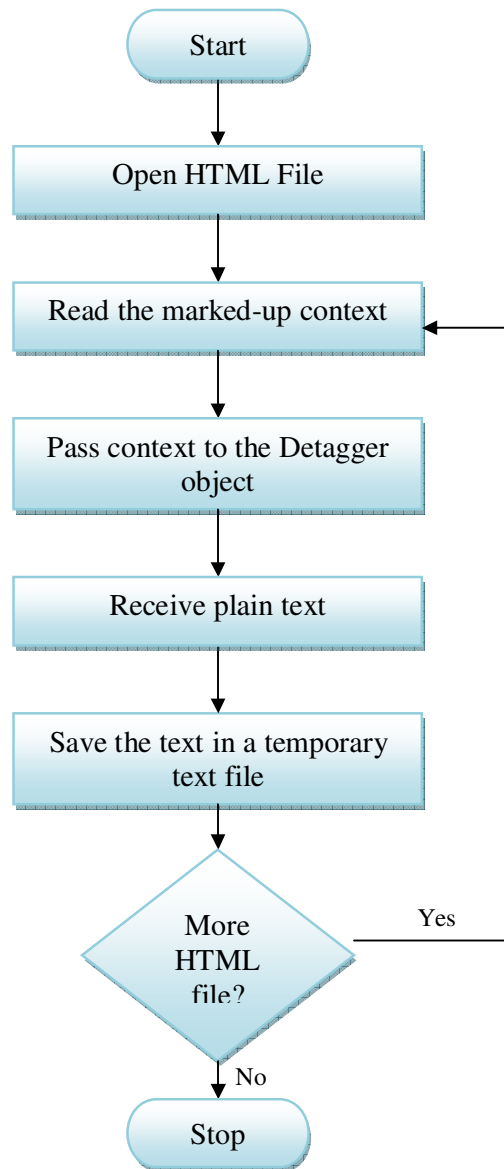 Start
Open HTML File
Read the marked-up context
Pass context to the Detagger
object
Receive plain text
Save the text in a temporary
text file
More
HTML
file?
Yes
No
Stop